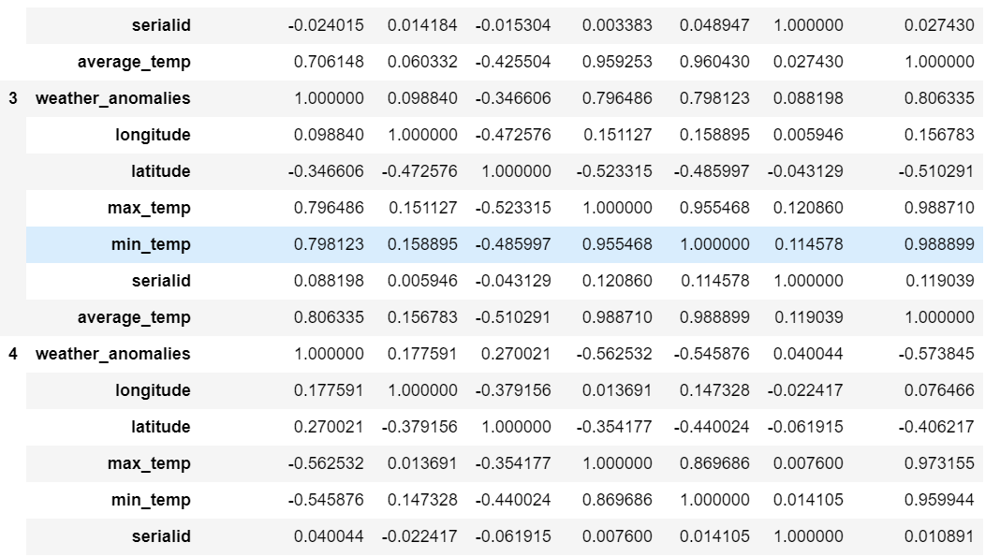 serialid -0.024015 0.014184 -0.015304 0.003383 0.048947 1.000000 0.027430
average_temp 0.706148 0.060332 -0.425504 0.959253 0.960430 0.027430 1.000000
3 weather_anomalies 1.000000 0.098840 -0.346606 0.796486 0.798123 0.088198 0.806335
longitude 0.098840 1.000000 -0.472576 0.151127 0.158895 0.005946 0.156783
latitude -0.346606 -0.472576 1.000000 -0.523315 -0.485997 -0.043129 -0.510291
max_temp 0.796486 0.151127 -0.523315 1.000000 0.955468 0.120860 0.988710
min_temp 0.798123 0.158895 -0.485997 0.955468 1.000000 0.114578 0.988899
serialid 0.088198 0.005946 -0.043129 0.120860 0.114578 1.000000 0.119039
average_temp 0.806335 0.156783 -0.510291 0.988710 0.988899 0.119039 1.000000
4 weather_anomalies 1.000000 0.177591 0.270021 -0.562532 -0.545876 0.040044 -0.573845
longitude 0.177591 1.000000 -0.379156 0.013691 0.147328 -0.022417 0.076466
latitude 0.270021 -0.379156 1.000000 -0.354177 -0.440024 -0.061915 -0.406217
max_temp -0.562532 0.013691 -0.354177 1.000000 0.869686 0.007600 0.973155
min_temp -0.545876 0.147328 -0.440024 0.869686 1.000000 0.014105 0.959944
serialid 0.040044 -0.022417 -0.061915 0.007600 0.014105 1.000000 0.010891